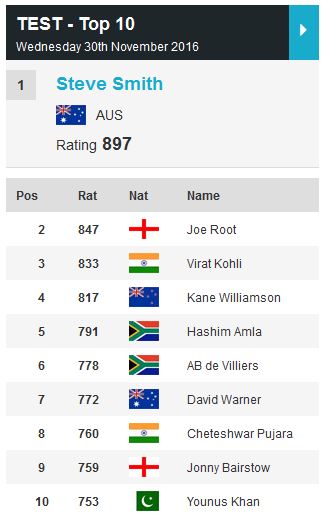 TEST - Top 10
Wednesday 30th November 2016
1
Steve Smith
AUS
Rating 897
Pos Rat Nat Name
2 847 Joe Root
3 833 Virat Kohli
4 817 Kane Williamson
5 791 Hashim Amla
6 778 AB de Villiers
7 772 David Warner
8 760 Cheteshwar Pujara
9 759 Jonny Bairstow
10 753 Younus Khan